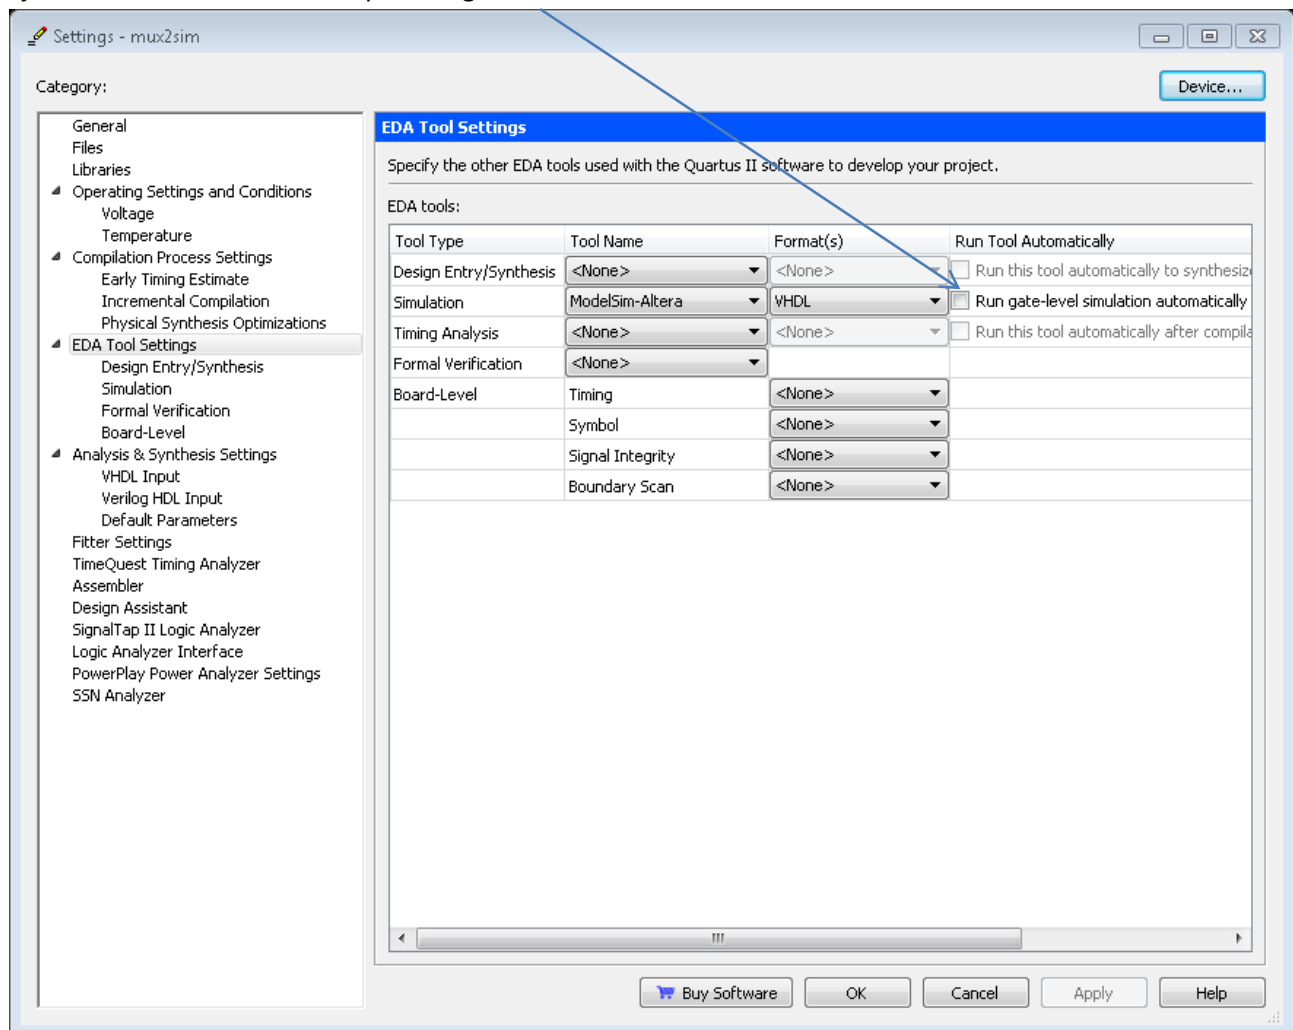 Settings - mux2sim
Category:
Device...
General
Files
Libraries
Operating Settings and Conditions
Voltage
Temperature
Compilation Process Settings
Early Timing Estimate
Incremental Compilation
Physical Synthesis Optimizations
EDA Tool Settings
Design Entry/Synthesis
Simulation
Formal Verification
Board-Level
Analysis & Synthesis Settings
VHDL Input
Verilog HDL Input
Default Parameters
Fitter Settings
TimeQuest Timing Analyzer
Assembler
Design Assistant
SignalTap II Logic Analyzer
Logic Analyzer Interface
PowerPlay Power Analyzer Settings
SSN Analyzer
EDA Tool Settings
Specify the other EDA tools used with the Quartus II software to develop your project.
EDA tools:
Tool Type Tool Name Format(s) Run Tool Automatically
Design Entry/Synthesis <None> <None> Run this tool automatically to synthesiz
Simulation ModelSim-Altera VHDL Run gate-level simulation automatically
Timing Analysis <None> <None> Run this tool automatically after compila
Formal Verification <None>
Board-Level Timing <None>
Symbol <None>
Signal Integrity <None>
Boundary Scan <None>
Buy Software OK Cancel Apply Help